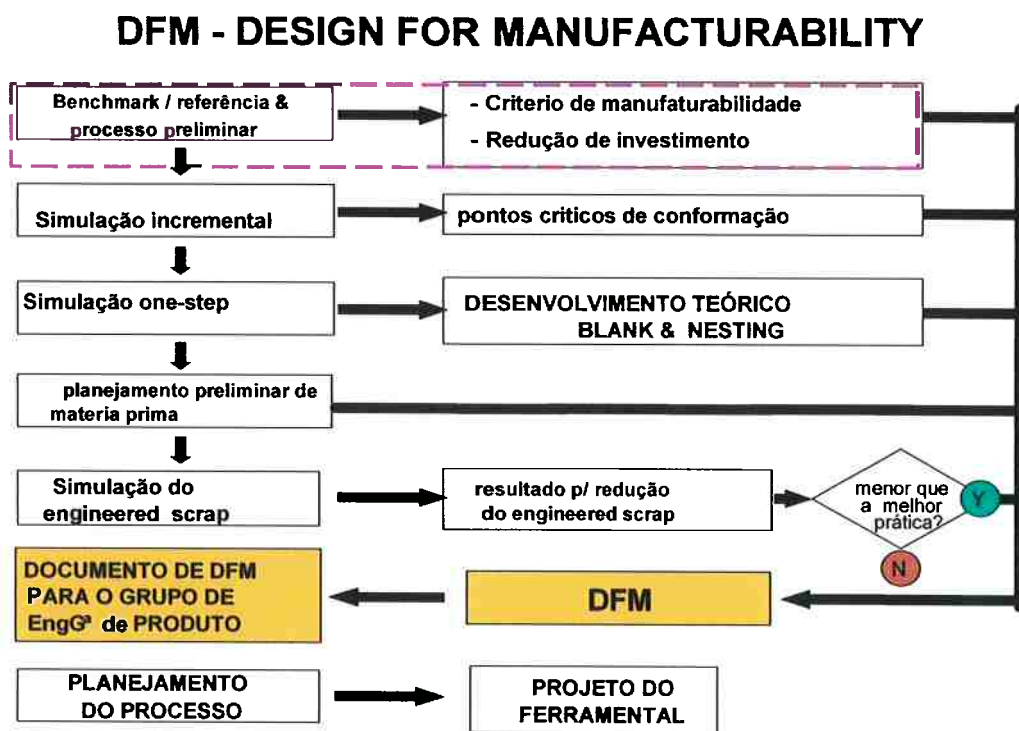 DFM - DESIGN FOR MANUFACTURABILITY
Benchmark / referência &
processo preliminar
- Criterio de manufaturabilidade
- Redução de investimento
Simulação incremental
pontos criticos de conformação
Simulação one-step
DESENVOLVIMENTO TEÓRICO
BLANK & NESTING
planejamento preliminar de
materia prima
Simulação do
engineered scrap
resultado p/ redução
do engineered scrap
menor que
a melhor
prática?
Y
N
DOCUMENTO DE DFM
PARA O GRUPO DE
EngGª de PRODUTO
DFM
PLANEJAMENTO
DO PROCESSO
PROJETO DO
FERRAMENTAL